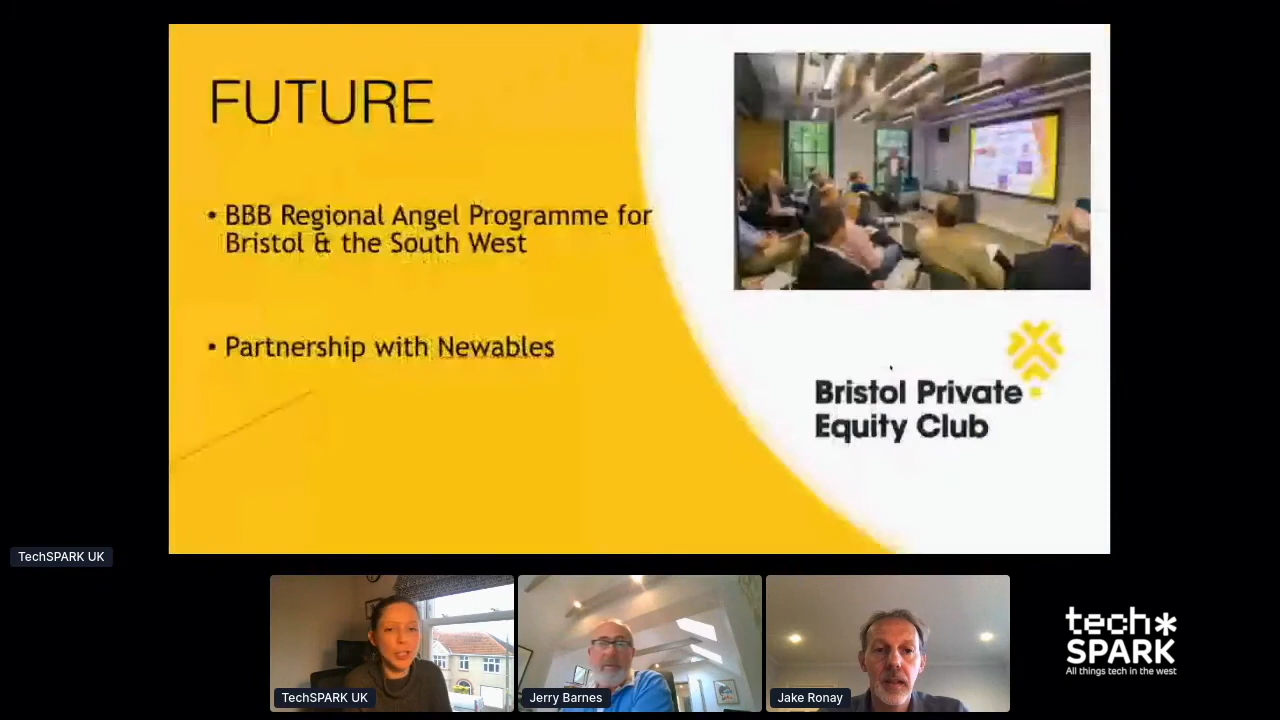 FUTURE
• BBB Regional Angel Programme for
Bristol & the South West
• Partnership with Newables
Bristol Private
Equity Club
TechSPARK UK
TechSPARK UK
Jerry Barnes
Jake Ronay
tech*
SPARK
All things tech in the west